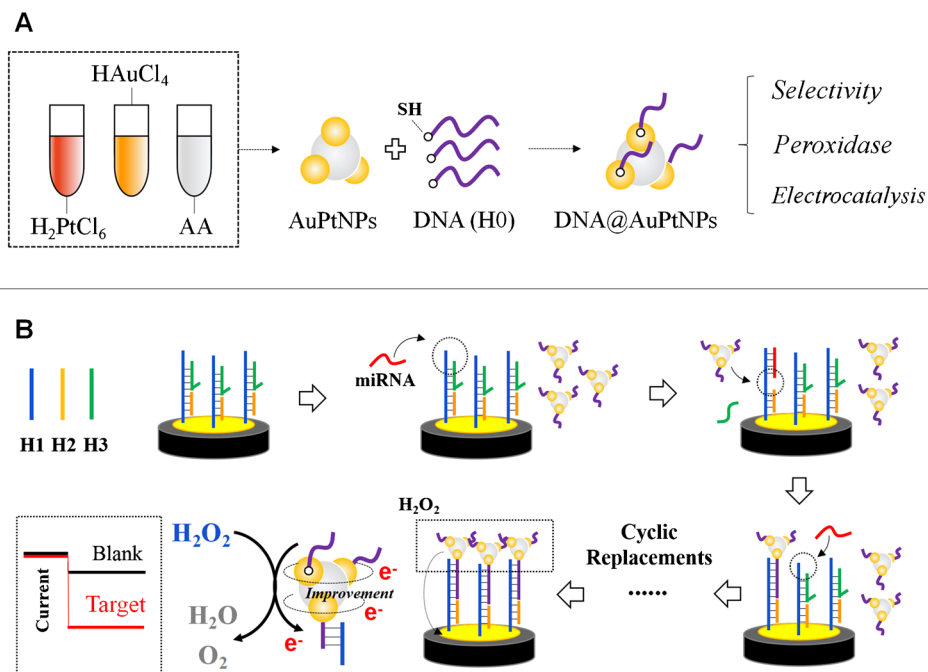 A
HAuCl₄
SH
Selectivity
Peroxidase
Electrocatalysis
H₂PtCl₆
AA
AuPtNPs
DNA (H0)
DNA@AuPtNPs
B
miRNA
H1 H2 H3
H₂O₂
Current
Blank
Target
H₂O₂
H₂O
O₂
e-
Improvement
e-
e-
Cyclic
Replacements
······